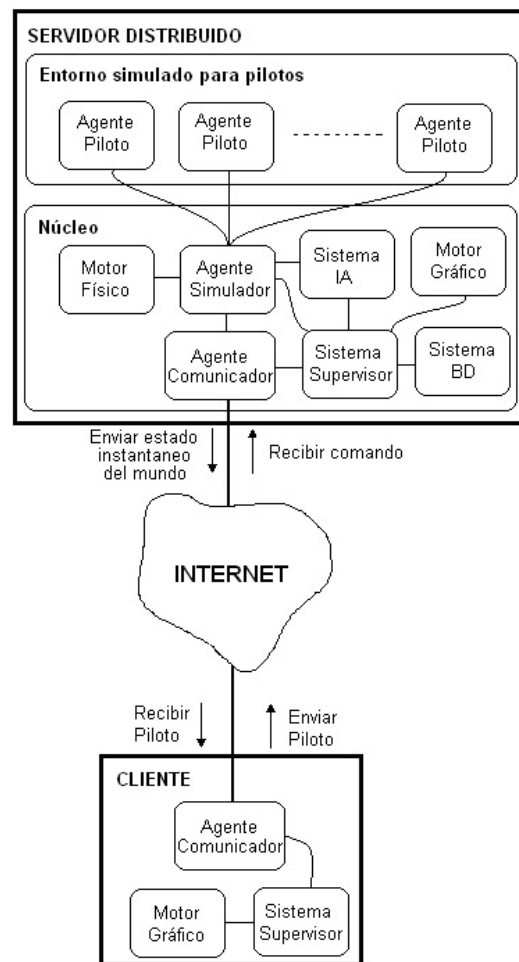 SERVIDOR DISTRIBUIDO
Entorno simulado para pilotos
Agente
Piloto
Agente
Piloto
Agente
Piloto
Núcleo
Motor
Físico
Agente
Simulador
Sistema
IA
Motor
Gráfico
Agente
Comunicador
Sistema
Supervisor
Sistema
BD
Enviar estado
instantaneo
del mundo
Recibir comando
INTERNET
Recibir
Piloto
Enviar
Piloto
CLIENTE
Agente
Comunicador
Motor
Gráfico
Sistema
Supervisor